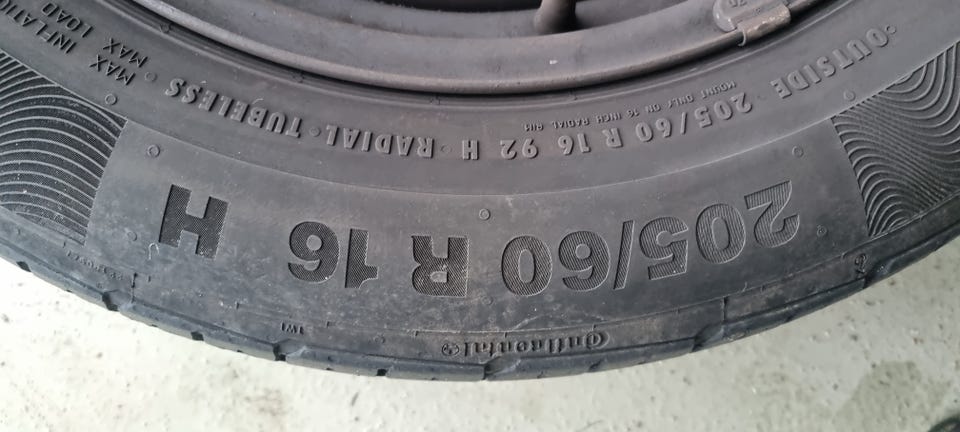 205/60 R 16 H
·OUTSIDE · 205/60 R 16 92 H · RADIAL · TUBELESS ·
MOUNT ONLY ON 16 INCH RADIAL RIM
MAX INFLATIO
MAX LOAD
Continental
TWI
70